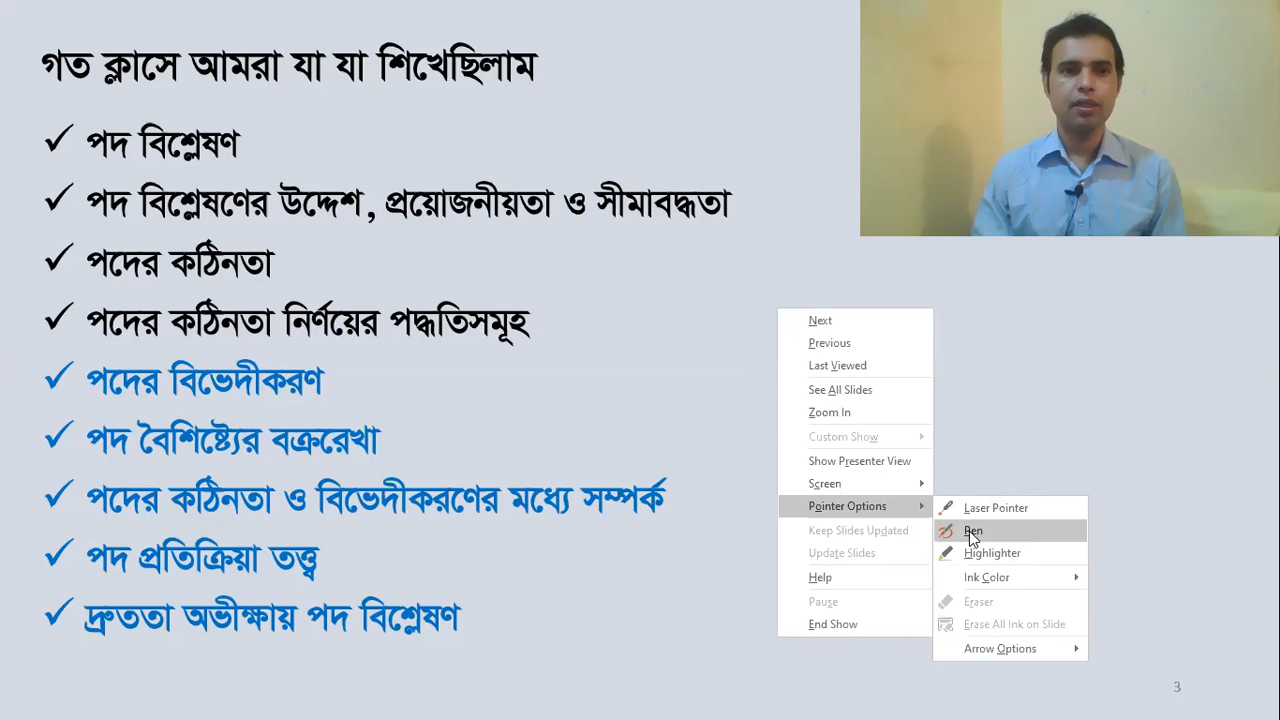 গত ক্লাসে আমরা যা যা শিখেছিলাম
✓ পদ বিশ্লেষণ
✓ পদ বিশ্লেষণের উদ্দেশ, প্রয়োজনীয়তা ও সীমাবদ্ধতা
✓ পদের কঠিনতা
✓ পদের কঠিনতা নির্ণয়ের পদ্ধতিসমূহ
✓ পদের বিভেদীকরণ
✓ পদ বৈশিষ্ট্যের বক্ররেখা
✓ পদের কঠিনতা ও বিভেদীকরণের মধ্যে সম্পর্ক
✓ পদ প্রতিক্রিয়া তত্ত্ব
✓ দ্রুততা অভীক্ষায় পদ বিশ্লেষণ
Next
Previous
Last Viewed
See All Slides
Zoom In
Custom Show
Show Presenter View
Screen
Pointer Options
Keep Slides Updated
Update Slides
Help
Pause
End Show
Laser Pointer
Pen
Highlighter
Ink Color
Eraser
Erase All Ink on Slide
Arrow Options
3